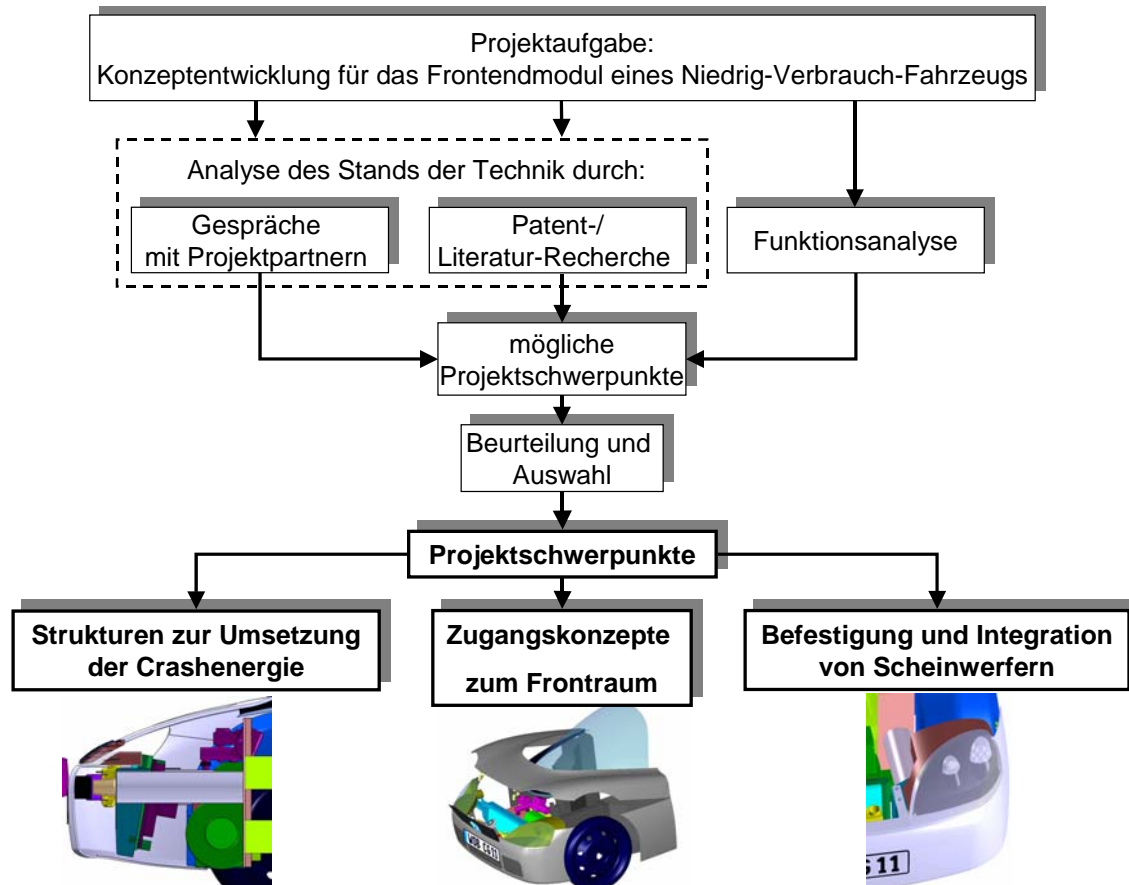 Projektaufgabe:
Konzeptentwicklung für das Frontendmodul eines Niedrig-Verbrauch-Fahrzeugs
Analyse des Stands der Technik durch:
Gespräche
mit Projektpartnern
Patent-/
Literatur-Recherche
Funktionsanalyse
mögliche
Projektschwerpunkte
Beurteilung und
Auswahl
Projektschwerpunkte
Strukturen zur Umsetzung
der Crashenergie
Zugangskonzepte
zum Frontraum
Befestigung und Integration
von Scheinwerfern